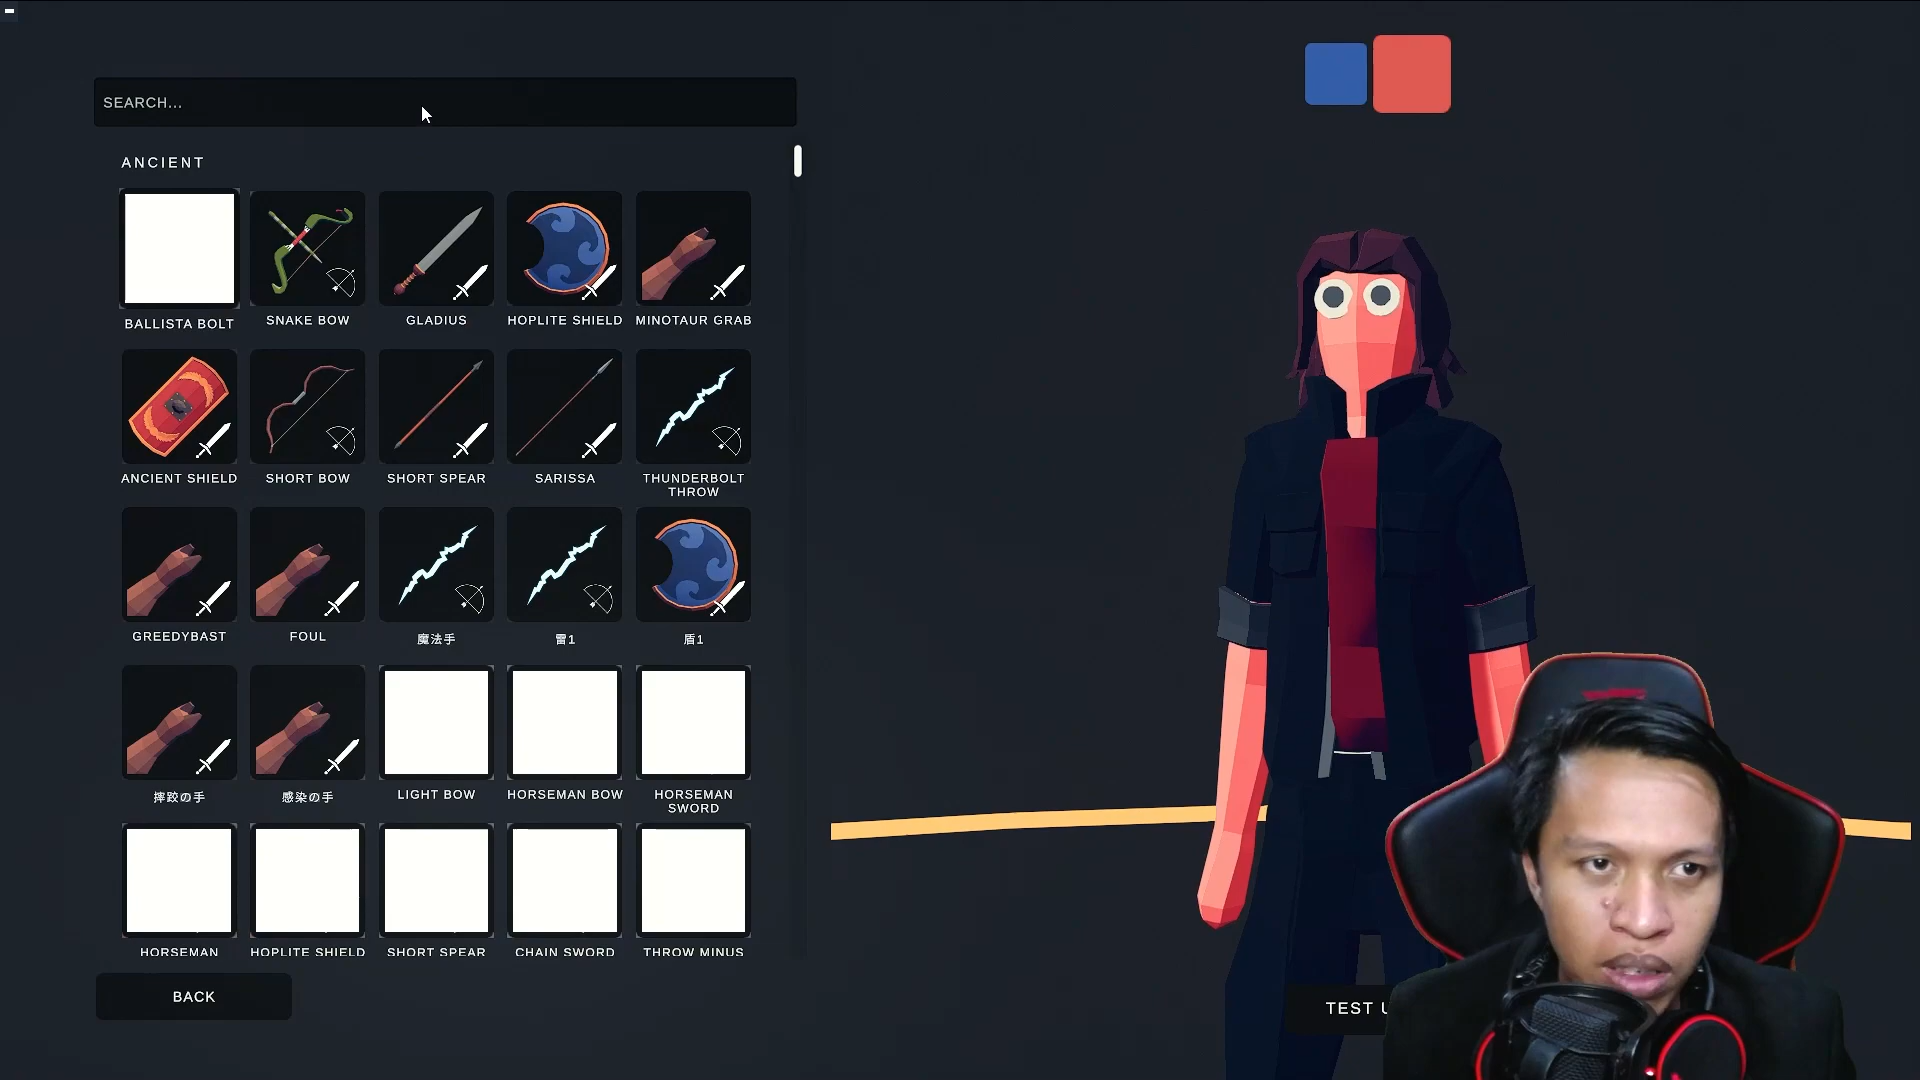 SEARCH...
ANCIENT
BALLISTA BOLT
SNAKE BOW
GLADIUS
HOPLITE SHIELD
MINOTAUR GRAB
ANCIENT SHIELD
SHORT BOW
SHORT SPEAR
SARISSA
THUNDERBOLT
THROW
GREEDYBAST
FOUL
魔法手
雷1
盾1
摔跤の手
感染の手
LIGHT BOW
HORSEMAN BOW
HORSEMAN
SWORD
HORSEMAN
HOPLITE SHIELD
SHORT SPEAR
CHAIN SWORD
THROW MINUS
BACK
TEST U